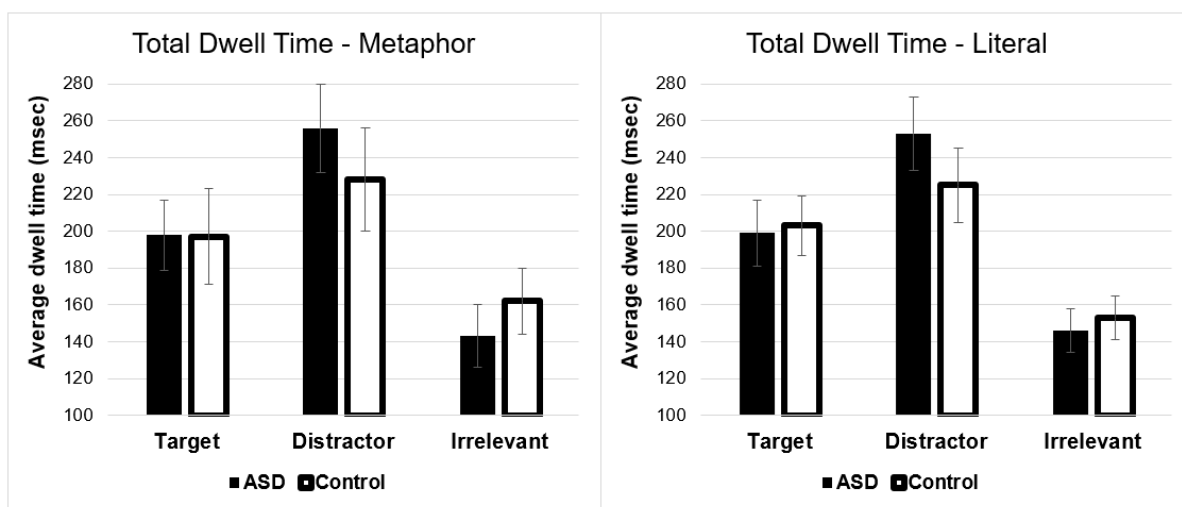 Total Dwell Time - Metaphor
Average dwell time (msec)
280
260
240
220
200
180
160
140
120
100
Target Distractor Irrelevant
ASD Control
Total Dwell Time - Literal
Average dwell time (msec)
280
260
240
220
200
180
160
140
120
100
Target Distractor Irrelevant
ASD Control